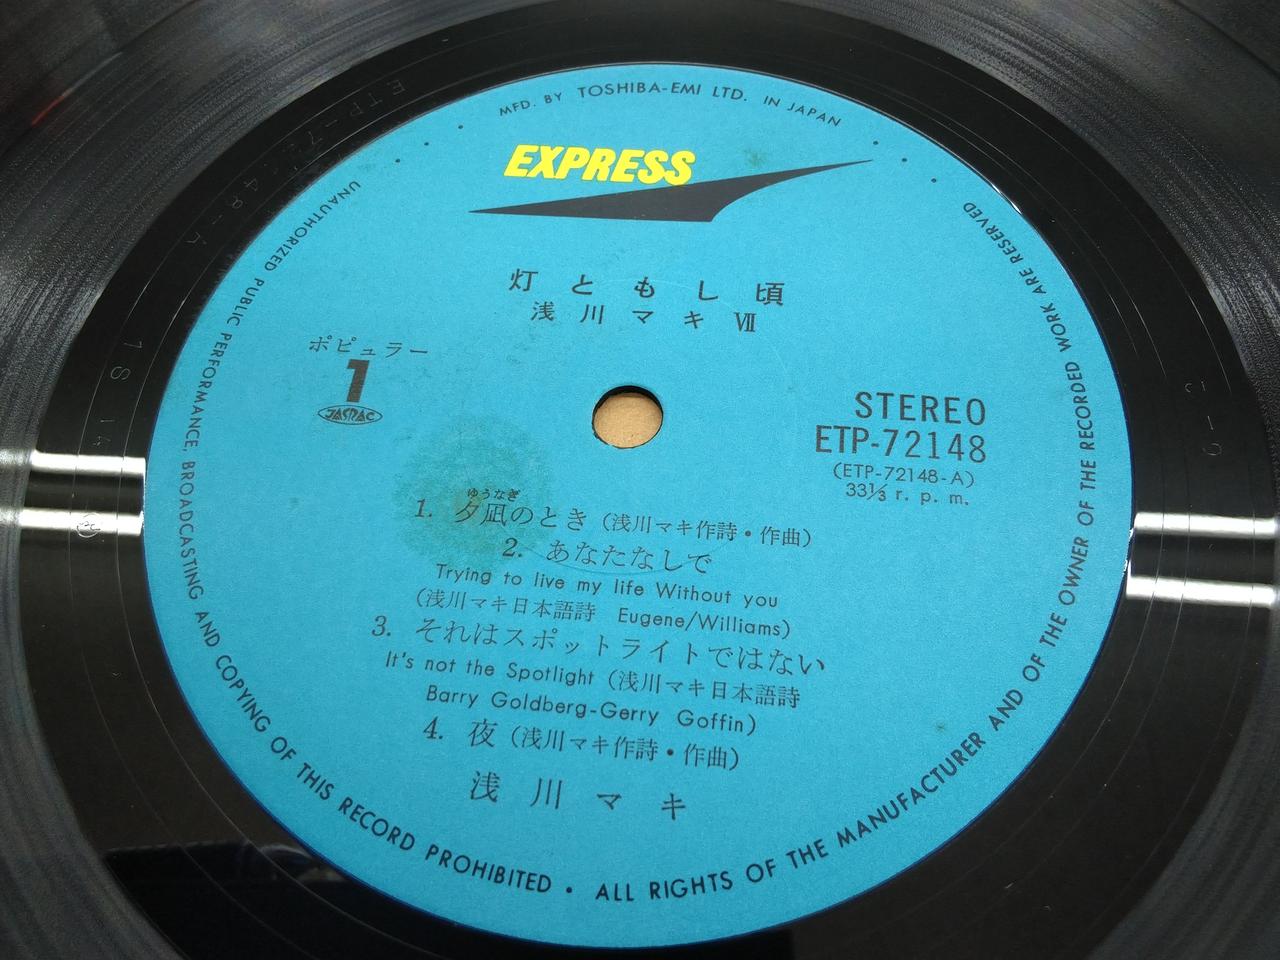 MFD. BY TOSHIBA-EMI LTD. IN JAPAN
EXPRESS
灯ともし頃
浅川マキ Ⅶ
ポピュラー
1
JASRAC
STEREO
ETP-72148
(ETP-72148-A)
33⅓ r. p. m.
ゆうなぎ
1. 夕凪のとき (浅川マキ作詩・作曲)
2. あなたなしで
Trying to live my life Without you
(浅川マキ日本語詩 Eugene/Williams)
3. それはスポットライトではない
It's not the Spotlight (浅川マキ日本語詩
Barry Goldberg-Gerry Goffin)
4. 夜 (浅川マキ作詩・作曲)
浅川マキ
UNAUTHORIZED PUBLIC PERFORMANCE, BROADCASTING AND COPYING OF THIS RECORD PROHIBITED • ALL RIGHTS OF THE MANUFACTURER AND OF THE OWNER OF THE RECORDED WORK ARE RESERVED